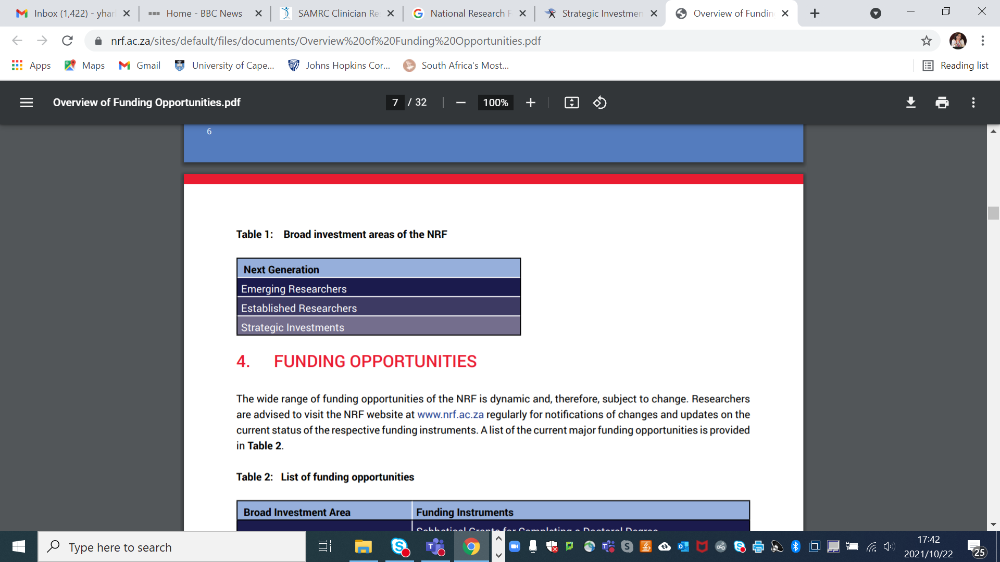 Inbox (1,422) - yhar
Home - BBC News
SAMRC Clinician Re
National Research F
Strategic Investmen
Overview of Fundin
nrf.ac.za/sites/default/files/documents/Overview%20of%20Funding%20Opportunities.pdf
Apps
Maps
Gmail
University of Cape...
Johns Hopkins Cor...
South Africa's Most...
Reading list
Overview of Funding Opportunities.pdf
7 / 32
100%
6
Table 1: Broad investment areas of the NRF
Next Generation
Emerging Researchers
Established Researchers
Strategic Investments
4. FUNDING OPPORTUNITIES
The wide range of funding opportunities of the NRF is dynamic and, therefore, subject to change. Researchers
are advised to visit the NRF website at www.nrf.ac.za regularly for notifications of changes and updates on the
current status of the respective funding instruments. A list of the current major funding opportunities is provided
in Table 2.
Table 2: List of funding opportunities
Broad Investment Area
Funding Instruments
Sabbatical Grants for Completing a Doctoral Degree
Type here to search
17:42
2021/10/22
25